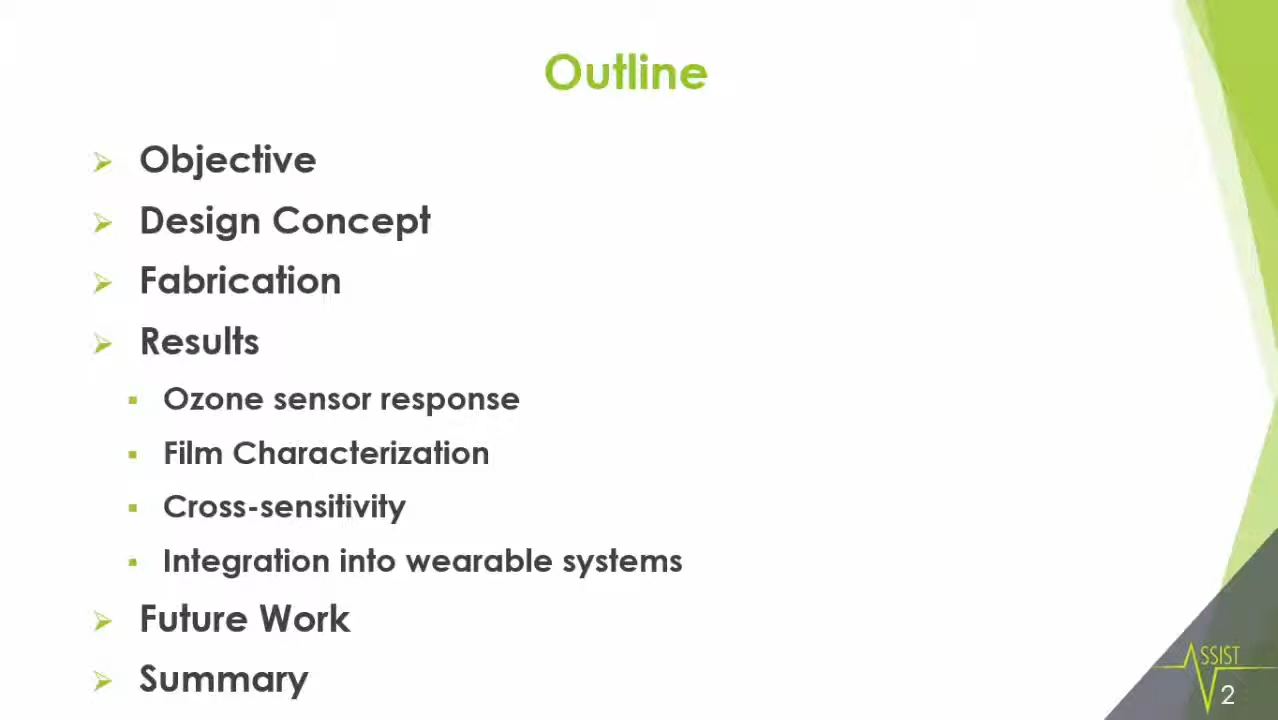 Outline
Objective
Design Concept
Fabrication
Results
Ozone sensor response
Film Characterization
Cross-sensitivity
Integration into wearable systems
Future Work
Summary
ASSIST
2